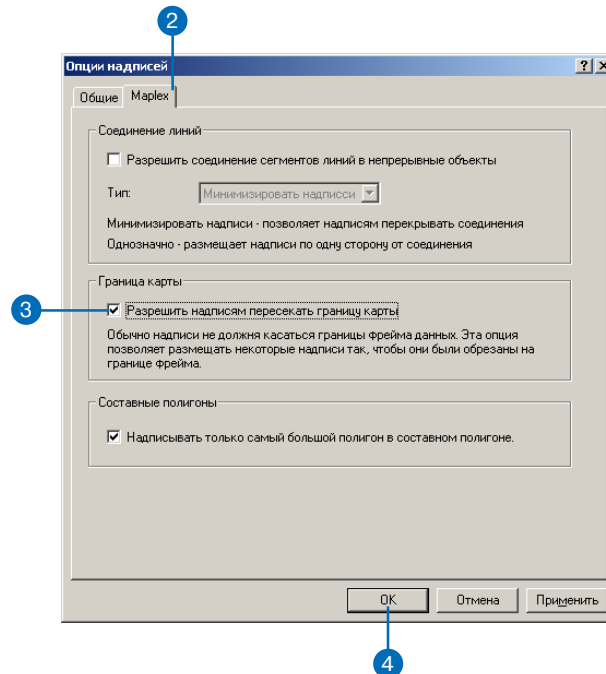 2
Опции надписей
Общие Maplex
Соединение линий
Разрешить соединение сегментов линий в непрерывные объекты
Тип: Минимизировать надписси
Минимизировать надписи - позволяет надписям перекрывать соединения
Однозначно - размещает надписи по одну сторону от соединения
Граница карты
3 Разрешить надписям пересекать границу карты
Обычно надписи не должня касаться границы фрейма данных. Эта опция
позволяет размещать некоторые надписи так, чтобы они были обрезаны на
границе фрейма.
Составные полигоны
Надписывать только самый большой полигон в составном полигоне.
OK Отмена Применить
4